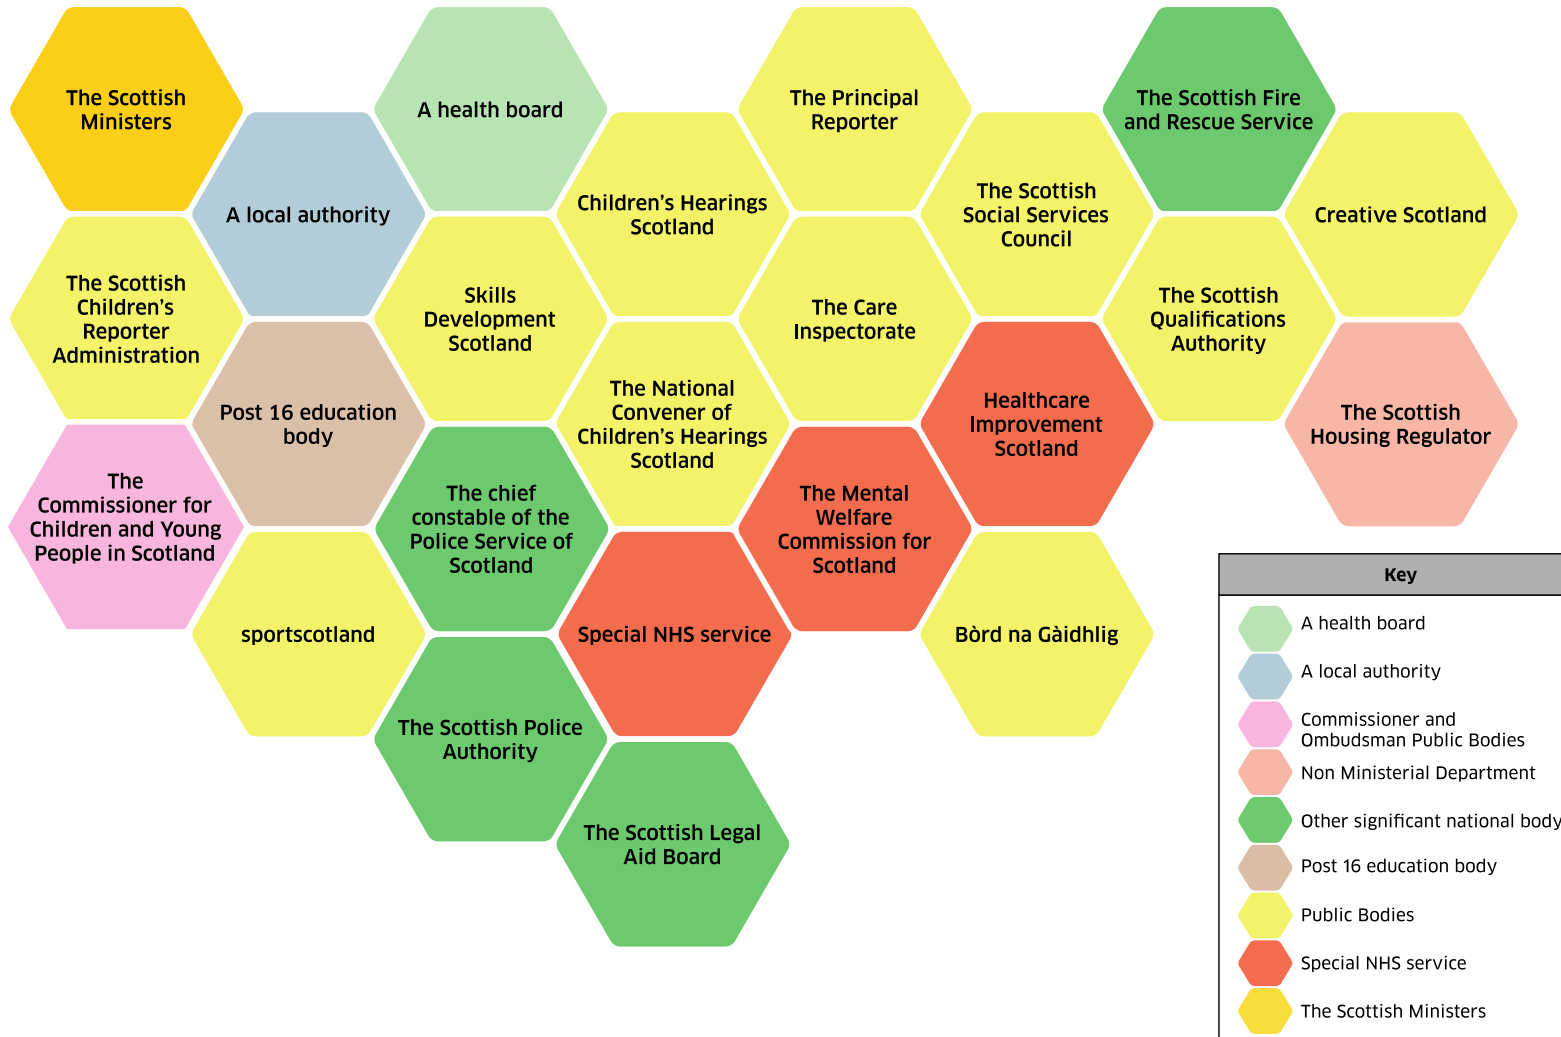 The Scottish
Ministers
A health board
The Principal
Reporter
The Scottish Fire
and Rescue Service
A local authority
Children's Hearings
Scotland
The Scottish
Social Services
Council
Creative Scotland
The Scottish
Children's
Reporter
Administration
Skills
Development
Scotland
The Care
Inspectorate
The Scottish
Qualifications
Authority
Post 16 education
body
The National
Convener of
Children's Hearings
Scotland
Healthcare
Improvement
Scotland
The Scottish
Housing Regulator
The
Commissioner for
Children and Young
People in Scotland
The chief
constable of the
Police Service of
Scotland
The Mental
Welfare
Commission for
Scotland
sportscotland
Special NHS service
Bòrd na Gàidhlig
The Scottish Police
Authority
The Scottish Legal
Aid Board
Key
A health board
A local authority
Commissioner and
Ombudsman Public Bodies
Non Ministerial Department
Other significant national body
Post 16 education body
Public Bodies
Special NHS service
The Scottish Ministers